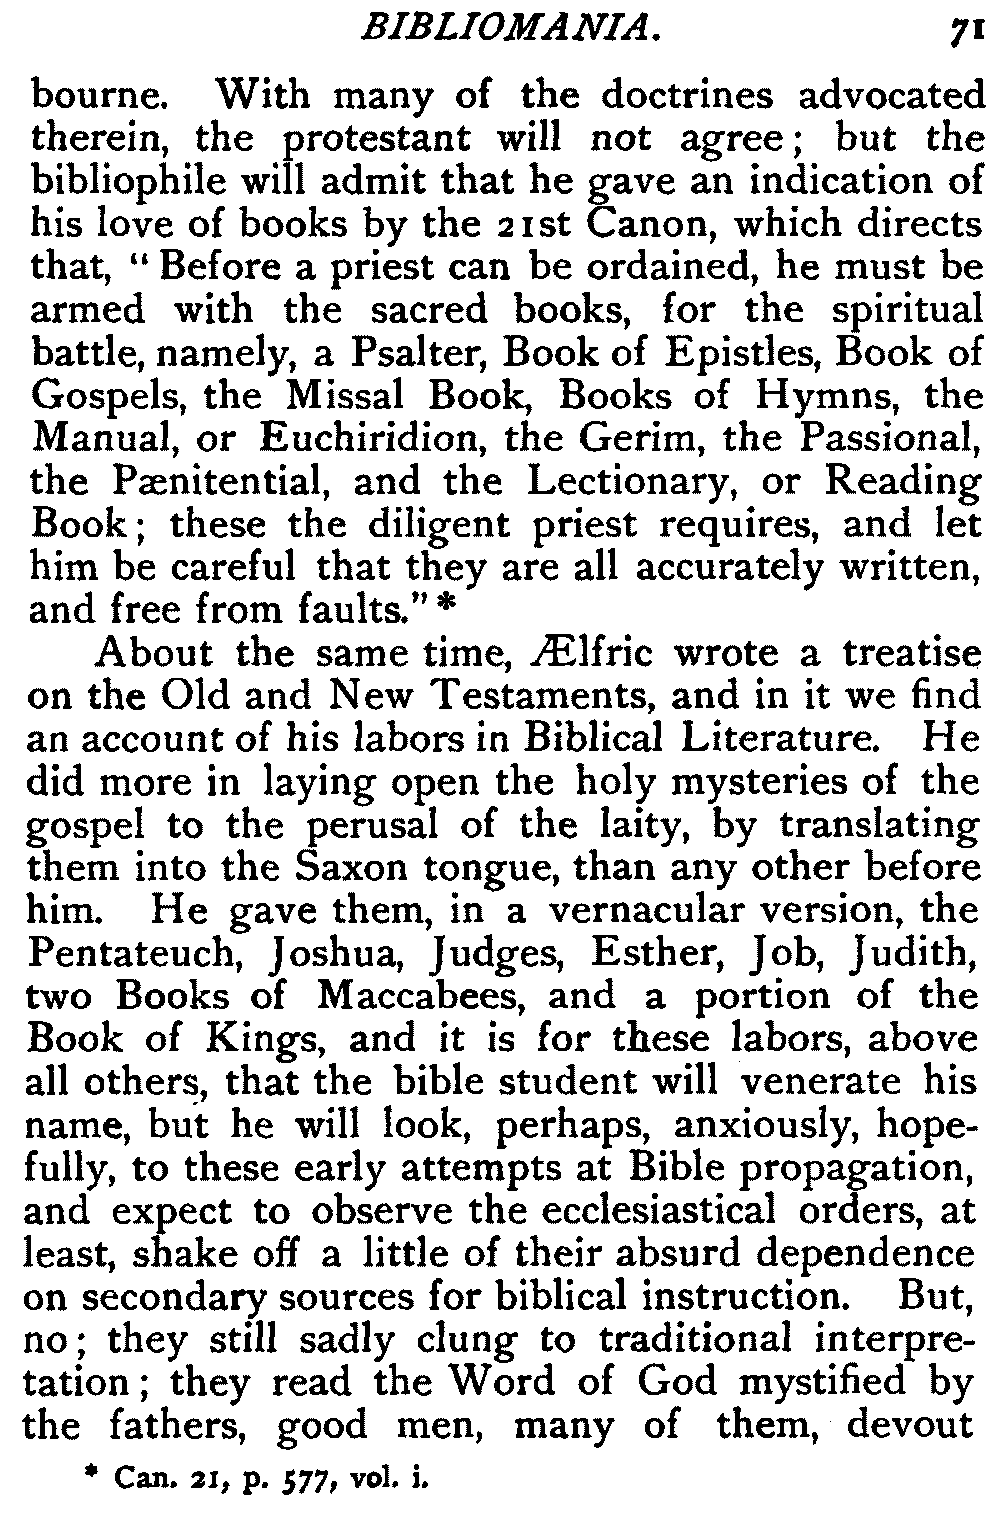 BIBLIOMANIA. 71
bourne. With many of the doctrines advocated
therein, the protestant will not agree; but the
bibliophile will admit that he gave an indication of
his love of books by the 21st Canon, which directs
that, "Before a priest can be ordained, he must be
armed with the sacred books, for the spiritual
battle, namely, a Psalter, Book of Epistles, Book of
Gospels, the Missal Book, Books of Hymns, the
Manual, or Euchiridion, the Gerim, the Passional,
the Pænitential, and the Lectionary, or Reading
Book; these the diligent priest requires, and let
him be careful that they are all accurately written,
and free from faults."*
About the same time, Ælfric wrote a treatise
on the Old and New Testaments, and in it we find
an account of his labors in Biblical Literature. He
did more in laying open the holy mysteries of the
gospel to the perusal of the laity, by translating
them into the Saxon tongue, than any other before
him. He gave them, in a vernacular version, the
Pentateuch, Joshua, Judges, Esther, Job, Judith,
two Books of Maccabees, and a portion of the
Book of Kings, and it is for these labors, above
all others, that the bible student will venerate his
name, but he will look, perhaps, anxiously, hope-
fully, to these early attempts at Bible propagation,
and expect to observe the ecclesiastical orders, at
least, shake off a little of their absurd dependence
on secondary sources for biblical instruction. But,
no; they still sadly clung to traditional interpre-
tation; they read the Word of God mystified by
the fathers, good men, many of them, devout
* Can. 21, p. 577, vol. i.